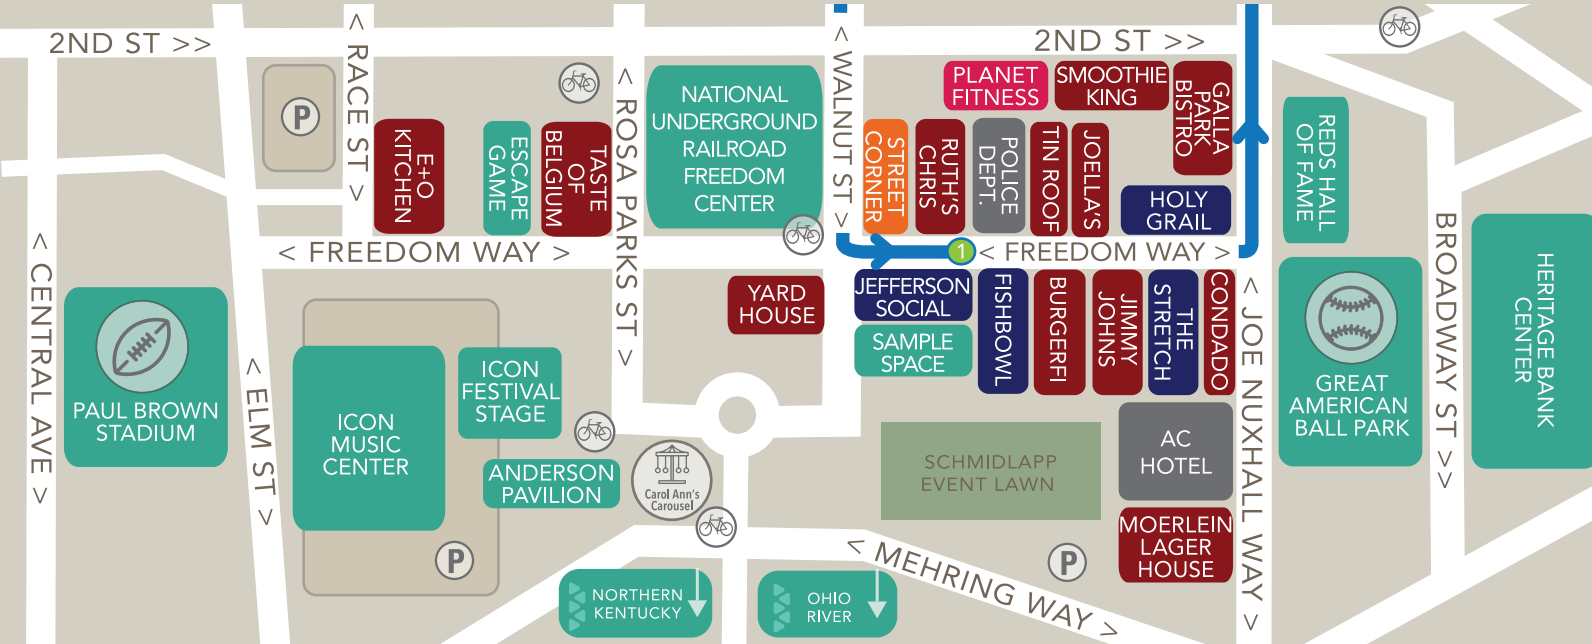 2ND ST >>
2ND ST >>
< RACE ST >
< WALNUT ST >
< ROSA PARKS ST >
P
E+O
KITCHEN
ESCAPE
GAME
TASTE
OF
BELGIUM
NATIONAL
UNDERGROUND
RAILROAD
FREEDOM
CENTER
PLANET
FITNESS
SMOOTHIE
KING
GALLA
PARK
BISTRO
STREET
CORNER
RUTH'S
CHRIS
POLICE
DEPT.
TIN ROOF
JOELLA'S
HOLY
GRAIL
REDS HALL
OF FAME
< FREEDOM WAY >
1
< FREEDOM WAY >
< CENTRAL AVE >
PAUL BROWN
STADIUM
< ELM ST >
ICON
MUSIC
CENTER
ICON
FESTIVAL
STAGE
ANDERSON
PAVILION
P
Carol Ann's
Carousel
YARD
HOUSE
JEFFERSON
SOCIAL
SAMPLE
SPACE
FISHBOWL
BURGERFI
JIMMY
JOHNS
THE
STRETCH
CONDADO
< JOE NUXHALL WAY >
GREAT
AMERICAN
BALL PARK
BROADWAY ST >>
HERITAGE BANK
CENTER
SCHMIDLAPP
EVENT LAWN
AC
HOTEL
MOERLEIN
LAGER
HOUSE
P
< MEHRING WAY >
NORTHERN
KENTUCKY
OHIO
RIVER